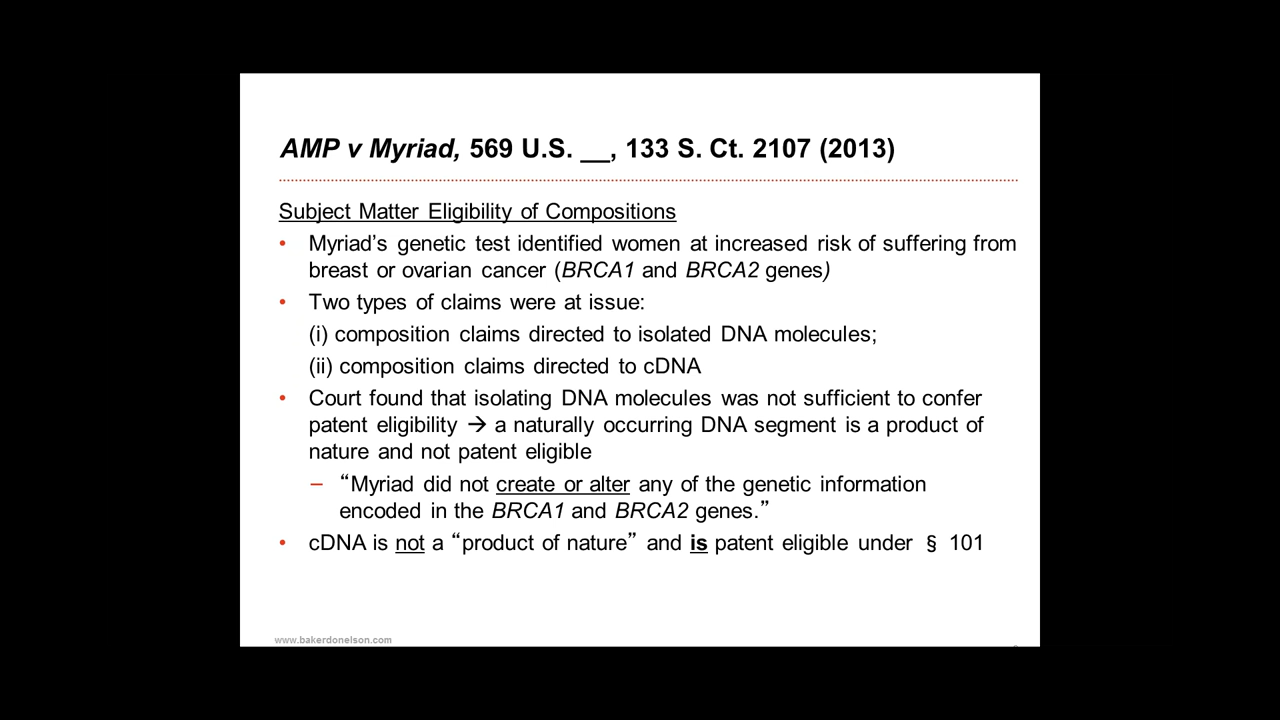 AMP v Myriad, 569 U.S. __, 133 S. Ct. 2107 (2013)
Subject Matter Eligibility of Compositions
• Myriad’s genetic test identified women at increased risk of suffering from
breast or ovarian cancer (BRCA1 and BRCA2 genes)
• Two types of claims were at issue:
(i) composition claims directed to isolated DNA molecules;
(ii) composition claims directed to cDNA
• Court found that isolating DNA molecules was not sufficient to confer
patent eligibility → a naturally occurring DNA segment is a product of
nature and not patent eligible
– “Myriad did not create or alter any of the genetic information
encoded in the BRCA1 and BRCA2 genes.”
• cDNA is not a “product of nature” and is patent eligible under § 101
www.bakerdonelson.com